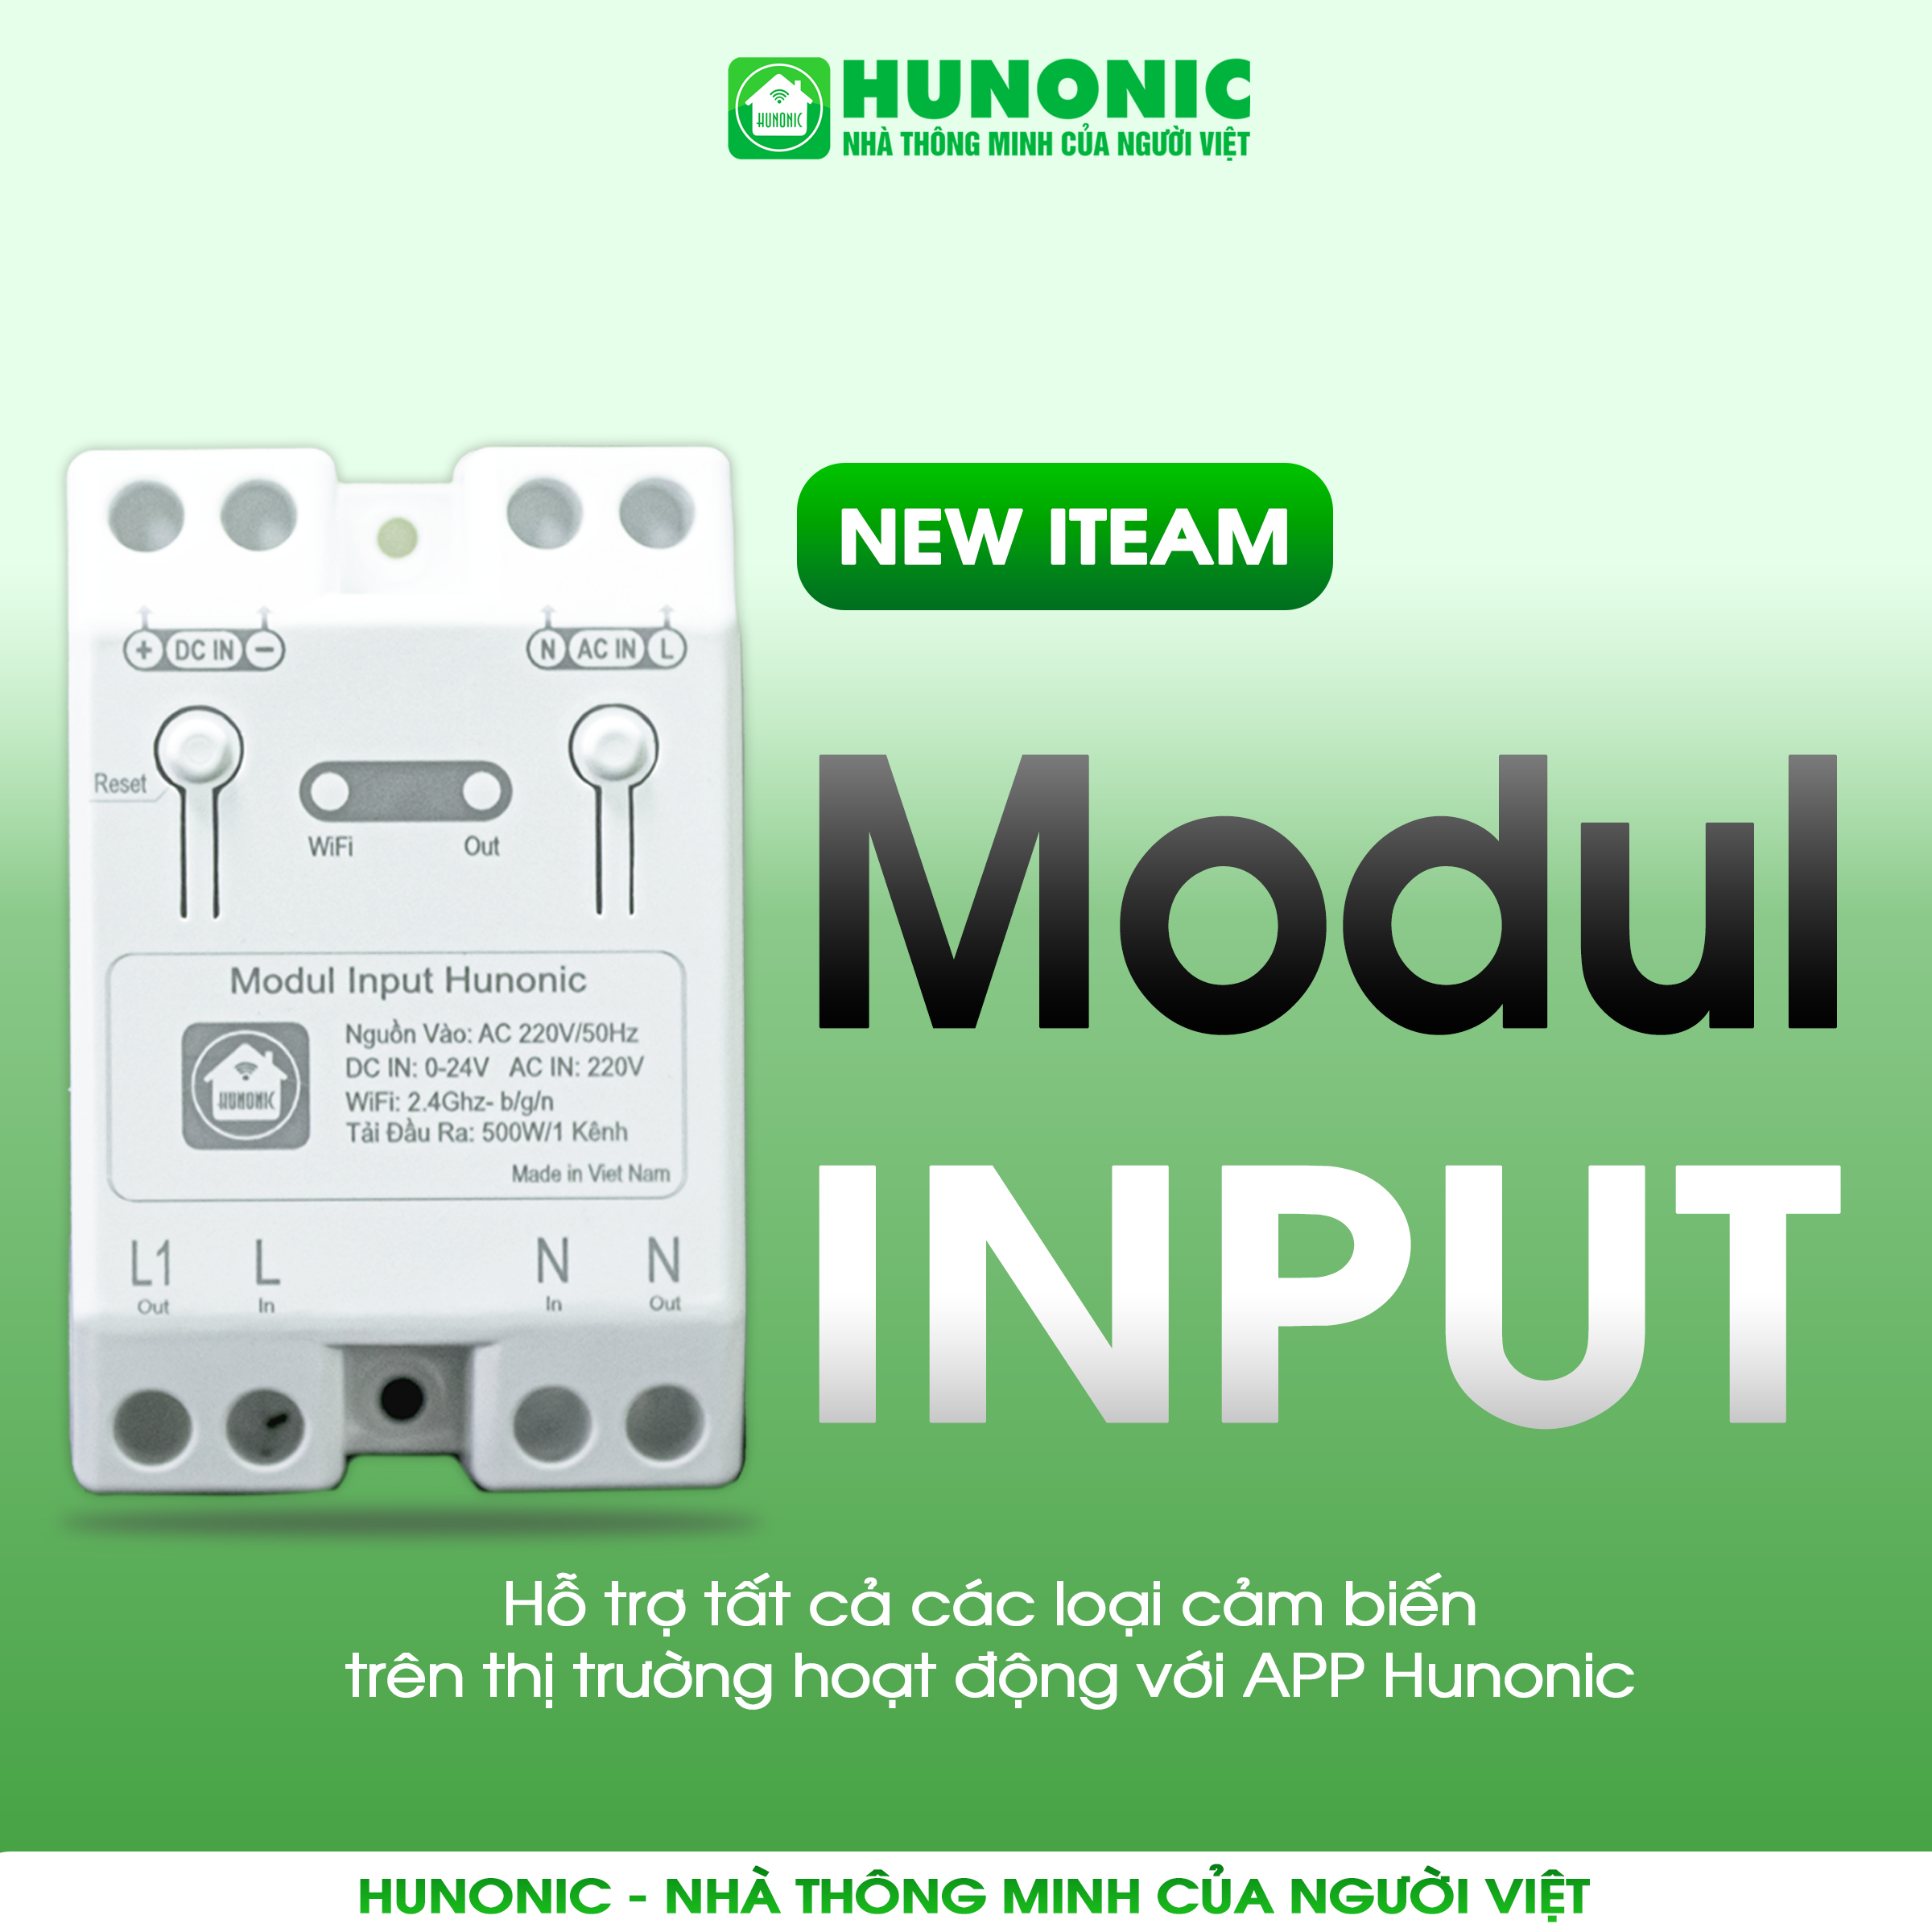 HUNONIC
HUNONIC
NHÀ THÔNG MINH CỦA NGƯỜI VIỆT
NEW ITEAM
Modul
INPUT
+ DC IN −
N AC IN L
Reset
WiFi Out
Modul Input Hunonic
HUNONIC
Nguồn Vào: AC 220V/50Hz
DC IN: 0-24V AC IN: 220V
WiFi: 2.4Ghz- b/g/n
Tải Đầu Ra: 500W/1 Kênh
Made in Viet Nam
L1 L N N
Out In In Out
Hỗ trợ tất cả các loại cảm biến
trên thị trường hoạt động với APP Hunonic
HUNONIC - NHÀ THÔNG MINH CỦA NGƯỜI VIỆT